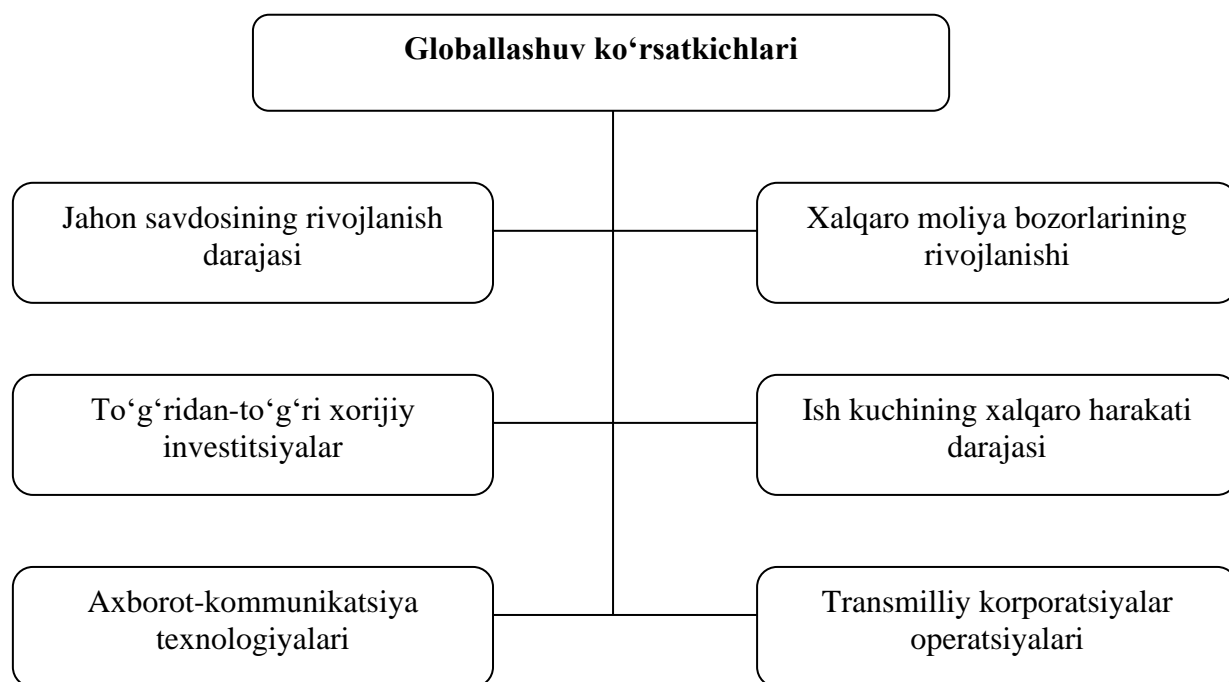 Globallashuv ko‘rsatkichlari
Jahon savdosining rivojlanish
darajasi
Xalqaro moliya bozorlarining
rivojlanishi
To‘g‘ridan-to‘g‘ri xorijiy
investitsiyalar
Ish kuchining xalqaro harakati
darajasi
Axborot-kommunikatsiya
texnologiyalari
Transmilliy korporatsiyalar
operatsiyalari